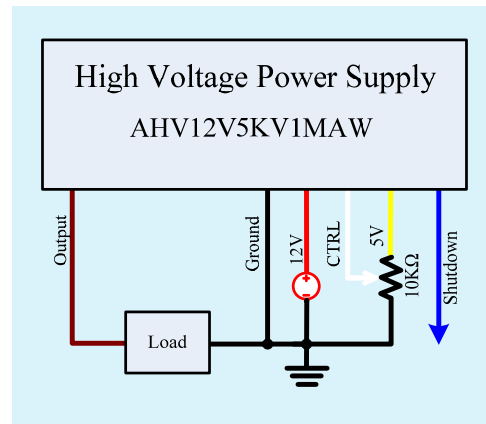 High Voltage Power Supply
AHV12V5KV1MAW
Output
Ground
12V
CTRL
5V
10KΩ
Shutdown
Load